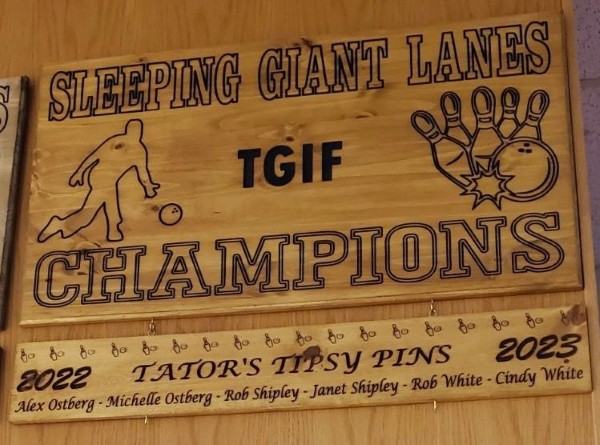 SLEEPING GIANT LANES
TGIF
CHAMPIONS
2022 TATOR'S TIPSY PINS 2023
Alex Ostberg - Michelle Ostberg - Rob Shipley - Janet Shipley - Rob White - Cindy White